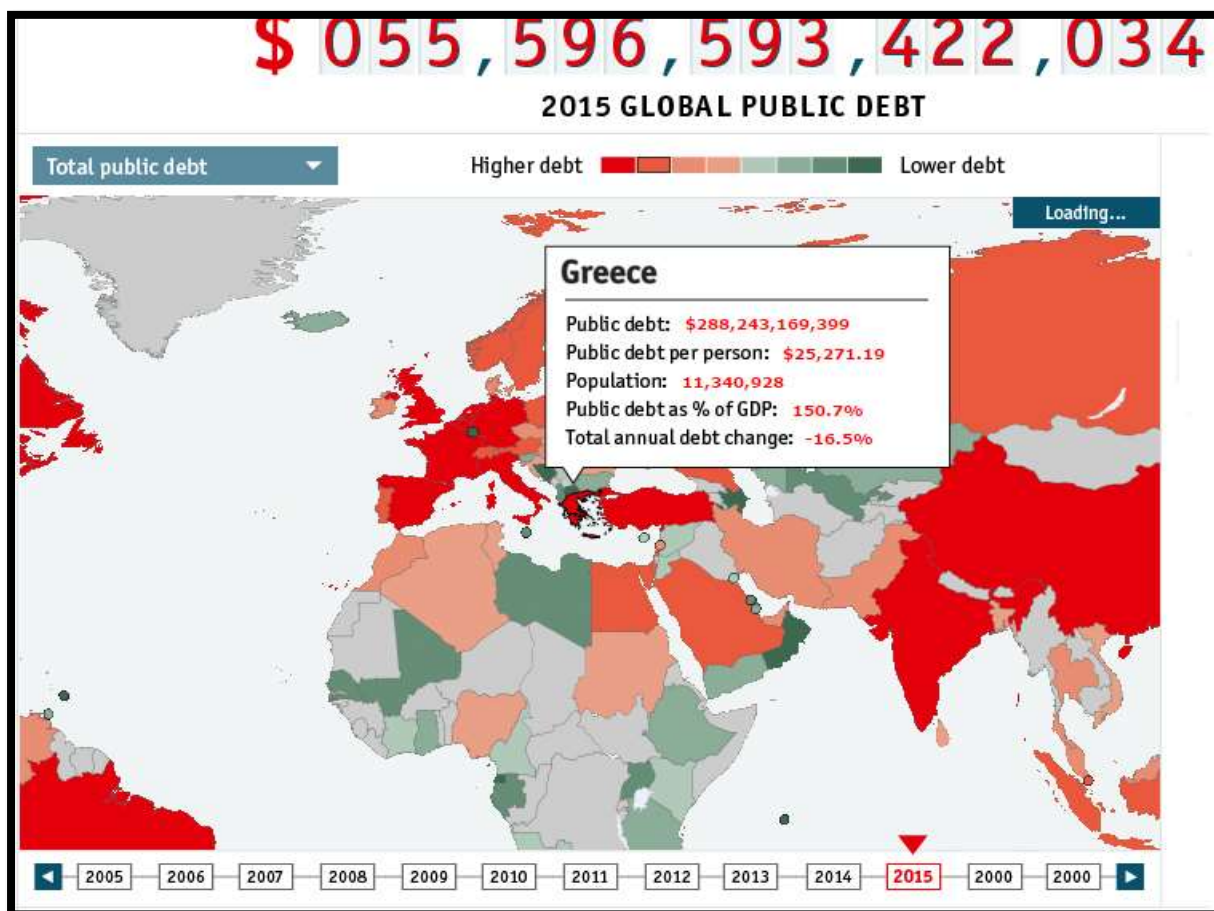 $ 055,596,593,422,034
2015 GLOBAL PUBLIC DEBT
Total public debt
Higher debt Lower debt
Loading...
Greece
Public debt: $288,243,169,399
Public debt per person: $25,271.19
Population: 11,340,928
Public debt as % of GDP: 150.7%
Total annual debt change: -16.5%
2005 2006 2007 2008 2009 2010 2011 2012 2013 2014 2015 2000 2000